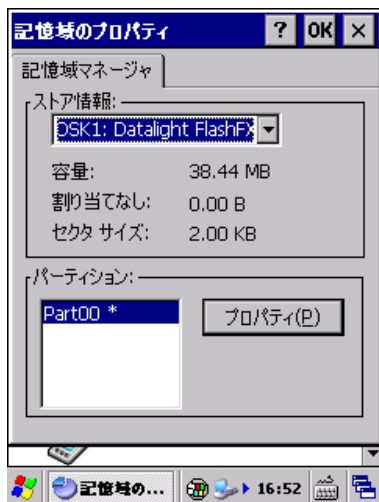 記憶域のプロパティ ? OK ×
記憶域マネージャ
ストア情報:
DSK1: Datalight FlashFX
容量: 38.44 MB
割り当てなし: 0.00 B
セクタ サイズ: 2.00 KB
パーティション:
Part00 *
プロパティ(P)
記憶域の... 16:52